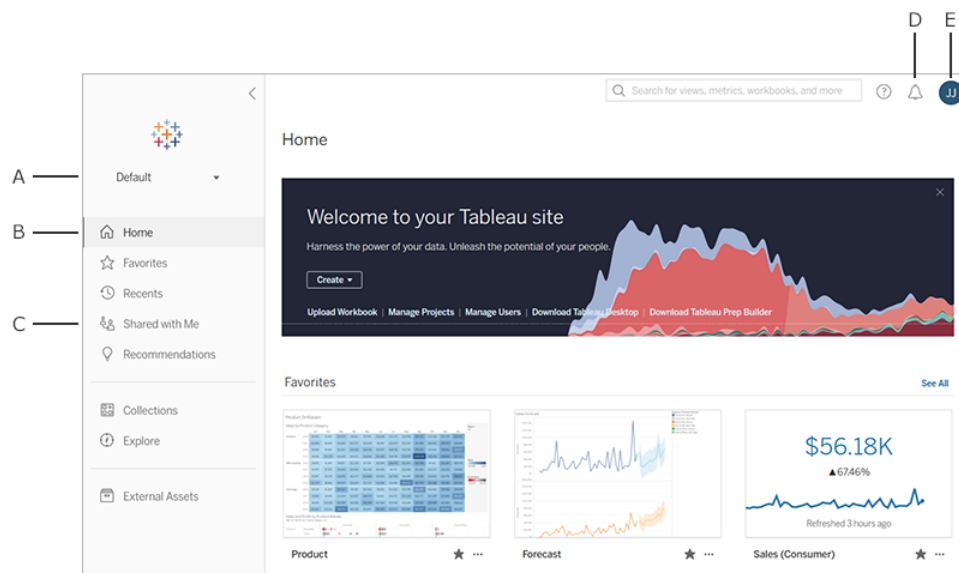 D E
Search for views, metrics, workbooks, and more
JJ
Home
A
Default
Welcome to your Tableau site
B
Home
Harness the power of your data. Unleash the potential of your people.
Favorites
Create
Recents
C
Shared with Me
Upload Workbook | Manage Projects | Manage Users | Download Tableau Desktop | Download Tableau Prep Builder
Recommendations
Favorites
See All
Collections
Explore
$56.18K
▲67.46%
External Assets
Refreshed 3 hours ago
Product
Forecast
Sales (Consumer)